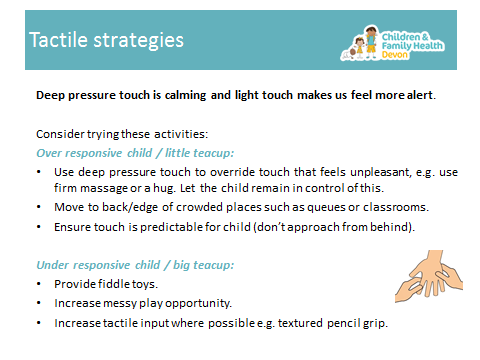 Tactile strategies
Children &
Family Health
Devon
Deep pressure touch is calming and light touch makes us feel more alert.
Consider trying these activities:
Over responsive child / little teacup:
• Use deep pressure touch to override touch that feels unpleasant, e.g. use
firm massage or a hug. Let the child remain in control of this.
• Move to back/edge of crowded places such as queues or classrooms.
• Ensure touch is predictable for child (don't approach from behind).
Under responsive child / big teacup:
• Provide fiddle toys.
• Increase messy play opportunity.
• Increase tactile input where possible e.g. textured pencil grip.